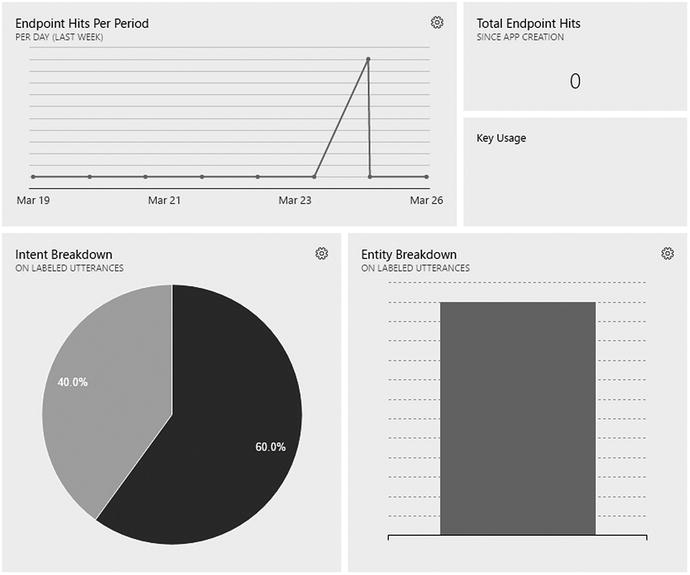 Endpoint Hits Per Period
PER DAY (LAST WEEK)
Mar 19
Mar 21
Mar 23
Mar 26
Total Endpoint Hits
SINCE APP CREATION
0
Key Usage
Intent Breakdown
ON LABELED UTTERANCES
40.0%
60.0%
Entity Breakdown
ON LABELED UTTERANCES